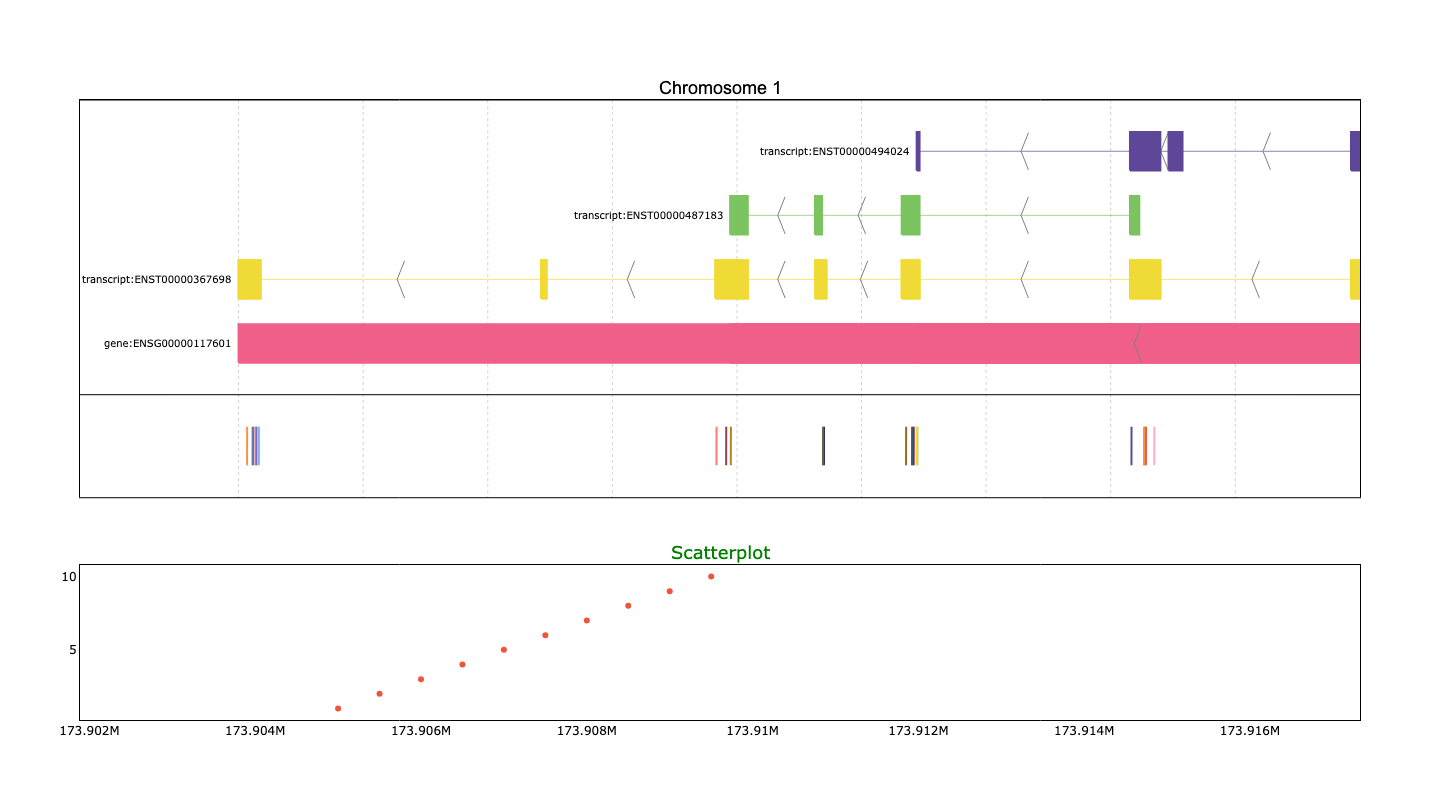 Chromosome 1
transcript:ENST00000494024
transcript:ENST00000487183
transcript:ENST00000367698
gene:ENSG00000117601
Scatterplot
10
5
173.902M 173.904M 173.906M 173.908M 173.91M 173.912M 173.914M 173.916M